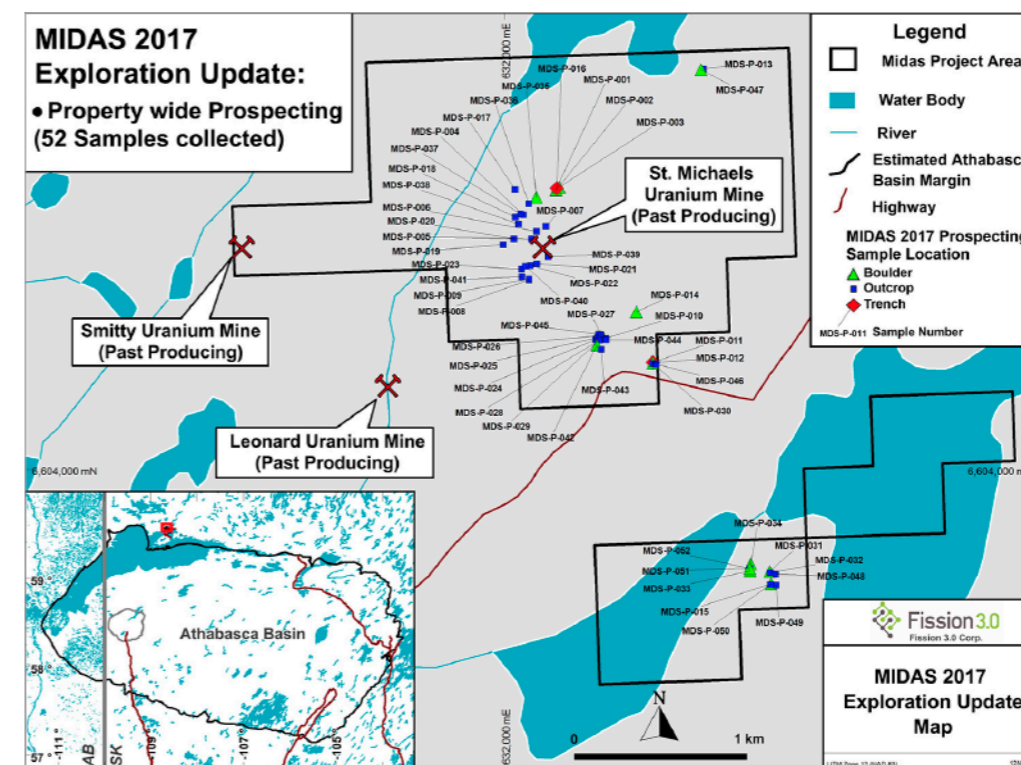 MIDAS 2017
Exploration Update:
• Property wide Prospecting
(52 Samples collected)
632,000 mE
MDS-P-016
MDS-P-035
MDS-P-001
MDS-P-036
MDS-P-002
MDS-P-017
MDS-P-003
MDS-P-004
MDS-P-037
MDS-P-018
MDS-P-038
MDS-P-006
MDS-P-007
MDS-P-020
MDS-P-005
MDS-P-019
MDS-P-039
MDS-P-023
MDS-P-021
MDS-P-041
MDS-P-022
MDS-P-009
MDS-P-040
MDS-P-008
MDS-P-013
MDS-P-047
St. Michaels
Uranium Mine
(Past Producing)
MDS-P-014
MDS-P-027
MDS-P-010
MDS-P-045
MDS-P-044
MDS-P-011
MDS-P-026
MDS-P-012
MDS-P-025
MDS-P-046
MDS-P-024
MDS-P-043
MDS-P-028
MDS-P-030
MDS-P-029
MDS-P-042
Smitty Uranium Mine
(Past Producing)
Leonard Uranium Mine
(Past Producing)
6,604,000 mN
6,604,000 m
Legend
Midas Project Area
Water Body
River
Estimated Athabasc
Basin Margin
Highway
MIDAS 2017 Prospecting
Sample Location
Boulder
Outcrop
Trench
MDS-P-011 Sample Number
MDS-P-034
MDS-P-052
MDS-P-031
MDS-P-051
MDS-P-032
MDS-P-033
MDS-P-048
MDS-P-015
MDS-P-049
MDS-P-050
59°
58°
57°
Athabasca Basin
-111°
AB
SK
-109°
-107°
-105°
632,000 mE
N
0 1 km
Fission 3.0
Fission 3.0 Corp.
MIDAS 2017
Exploration Update
Map